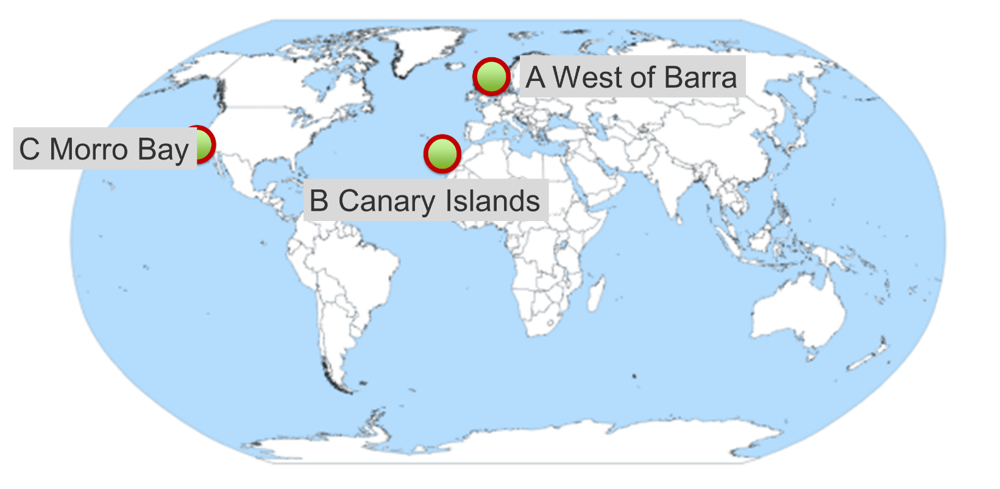 A West of Barra
C Morro Bay
B Canary Islands